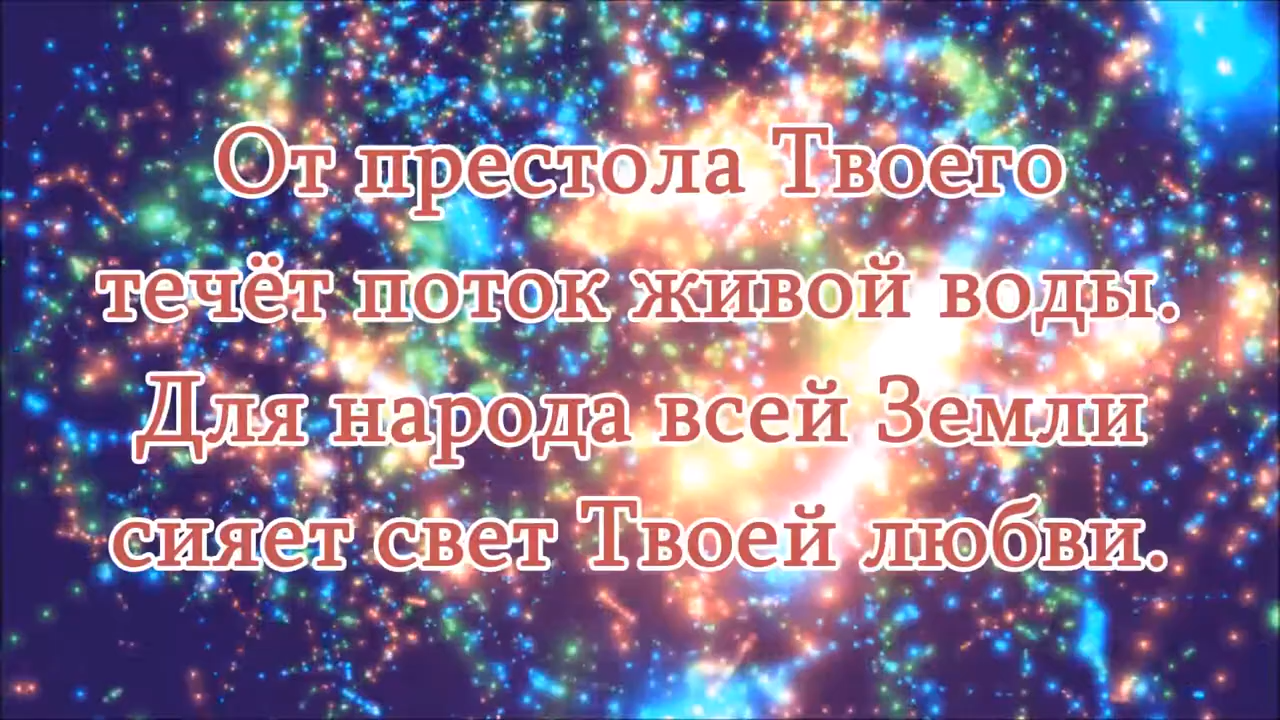 От престола Твоего
течёт поток живой воды.
Для народа всей Земли
сияет свет Твоей любви.